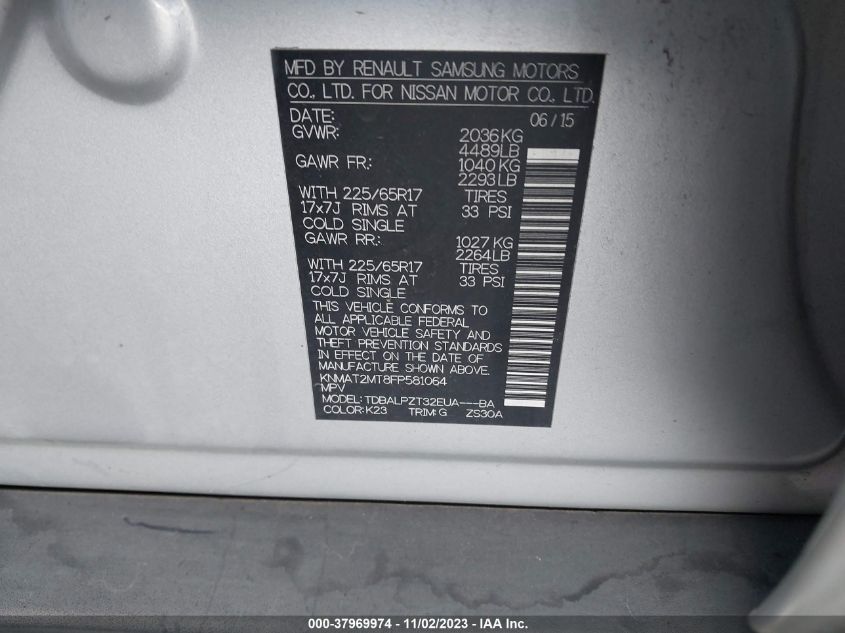 MFD BY RENAULT SAMSUNG MOTORS
CO., LTD. FOR NISSAN MOTOR CO., LTD.
DATE: 06/15
GVWR: 2036KG
4489LB
GAWR FR.: 1040KG
2293LB
WITH 225/65R17 TIRES
17x7J RIMS AT 33 PSI
COLD SINGLE
GAWR RR.: 1027KG
2264LB
WITH 225/65R17 TIRES
17x7J RIMS AT 33 PSI
COLD SINGLE
THIS VEHICLE CONFORMS TO
ALL APPLICABLE FEDERAL
MOTOR VEHICLE SAFETY AND
THEFT PREVENTION STANDARDS
IN EFFECT ON THE DATE OF
MANUFACTURE SHOWN ABOVE.
KNMAT2MT8FP581064
MPV
MODEL:TDBALPZT32EUA---BA
COLOR:K23 TRIM:G ZS30A
000-37969974 - 11/02/2023 - IAA Inc.